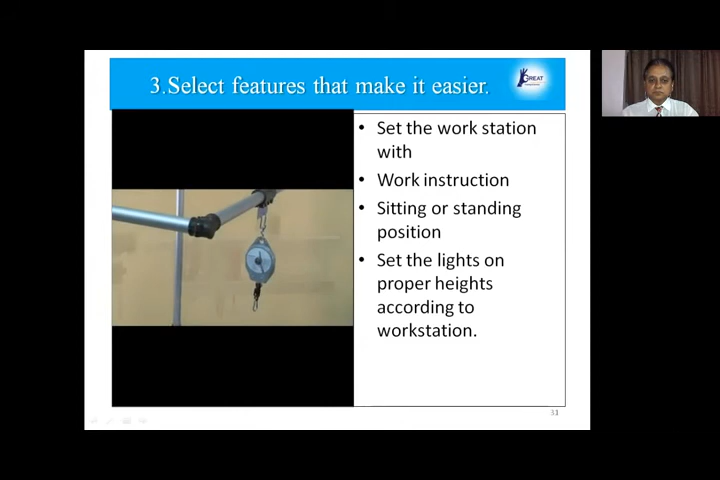 3.Select features that make it easier.
GREAT
• Set the work station
with
• Work instruction
• Sitting or standing
position
• Set the lights on
proper heights
according to
workstation.
31